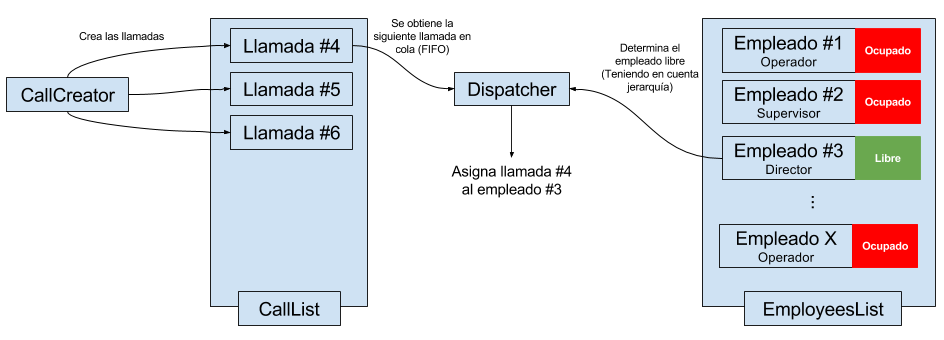 Crea las llamadas
CallCreator
Llamada #4
Llamada #5
Llamada #6
CallList
Se obtiene la
siguiente llamada en
cola (FIFO)
Dispatcher
Asigna llamada #4
al empleado #3
Determina el
empleado libre
(Teniendo en cuenta
jerarquía)
Empleado #1
Operador
Ocupado
Empleado #2
Supervisor
Ocupado
Empleado #3
Director
Libre
⋮
Empleado X
Operador
Ocupado
EmployeesList